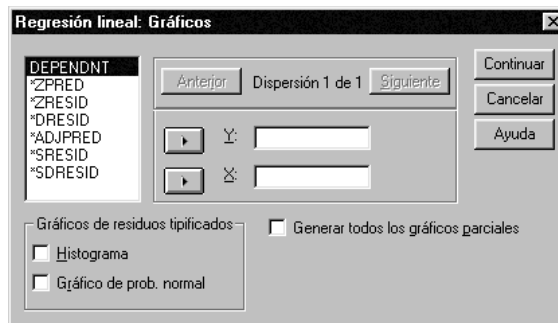 Regresión lineal: Gráficos
DEPENDNT
*ZPRED
*ZRESID
*DRESID
*ADJPRED
*SRESID
*SDRESID
Anterior
Dispersión 1 de 1
Siguiente
Y:
X:
Continuar
Cancelar
Ayuda
Gráficos de residuos tipificados
Histograma
Gráfico de prob. normal
Generar todos los gráficos parciales